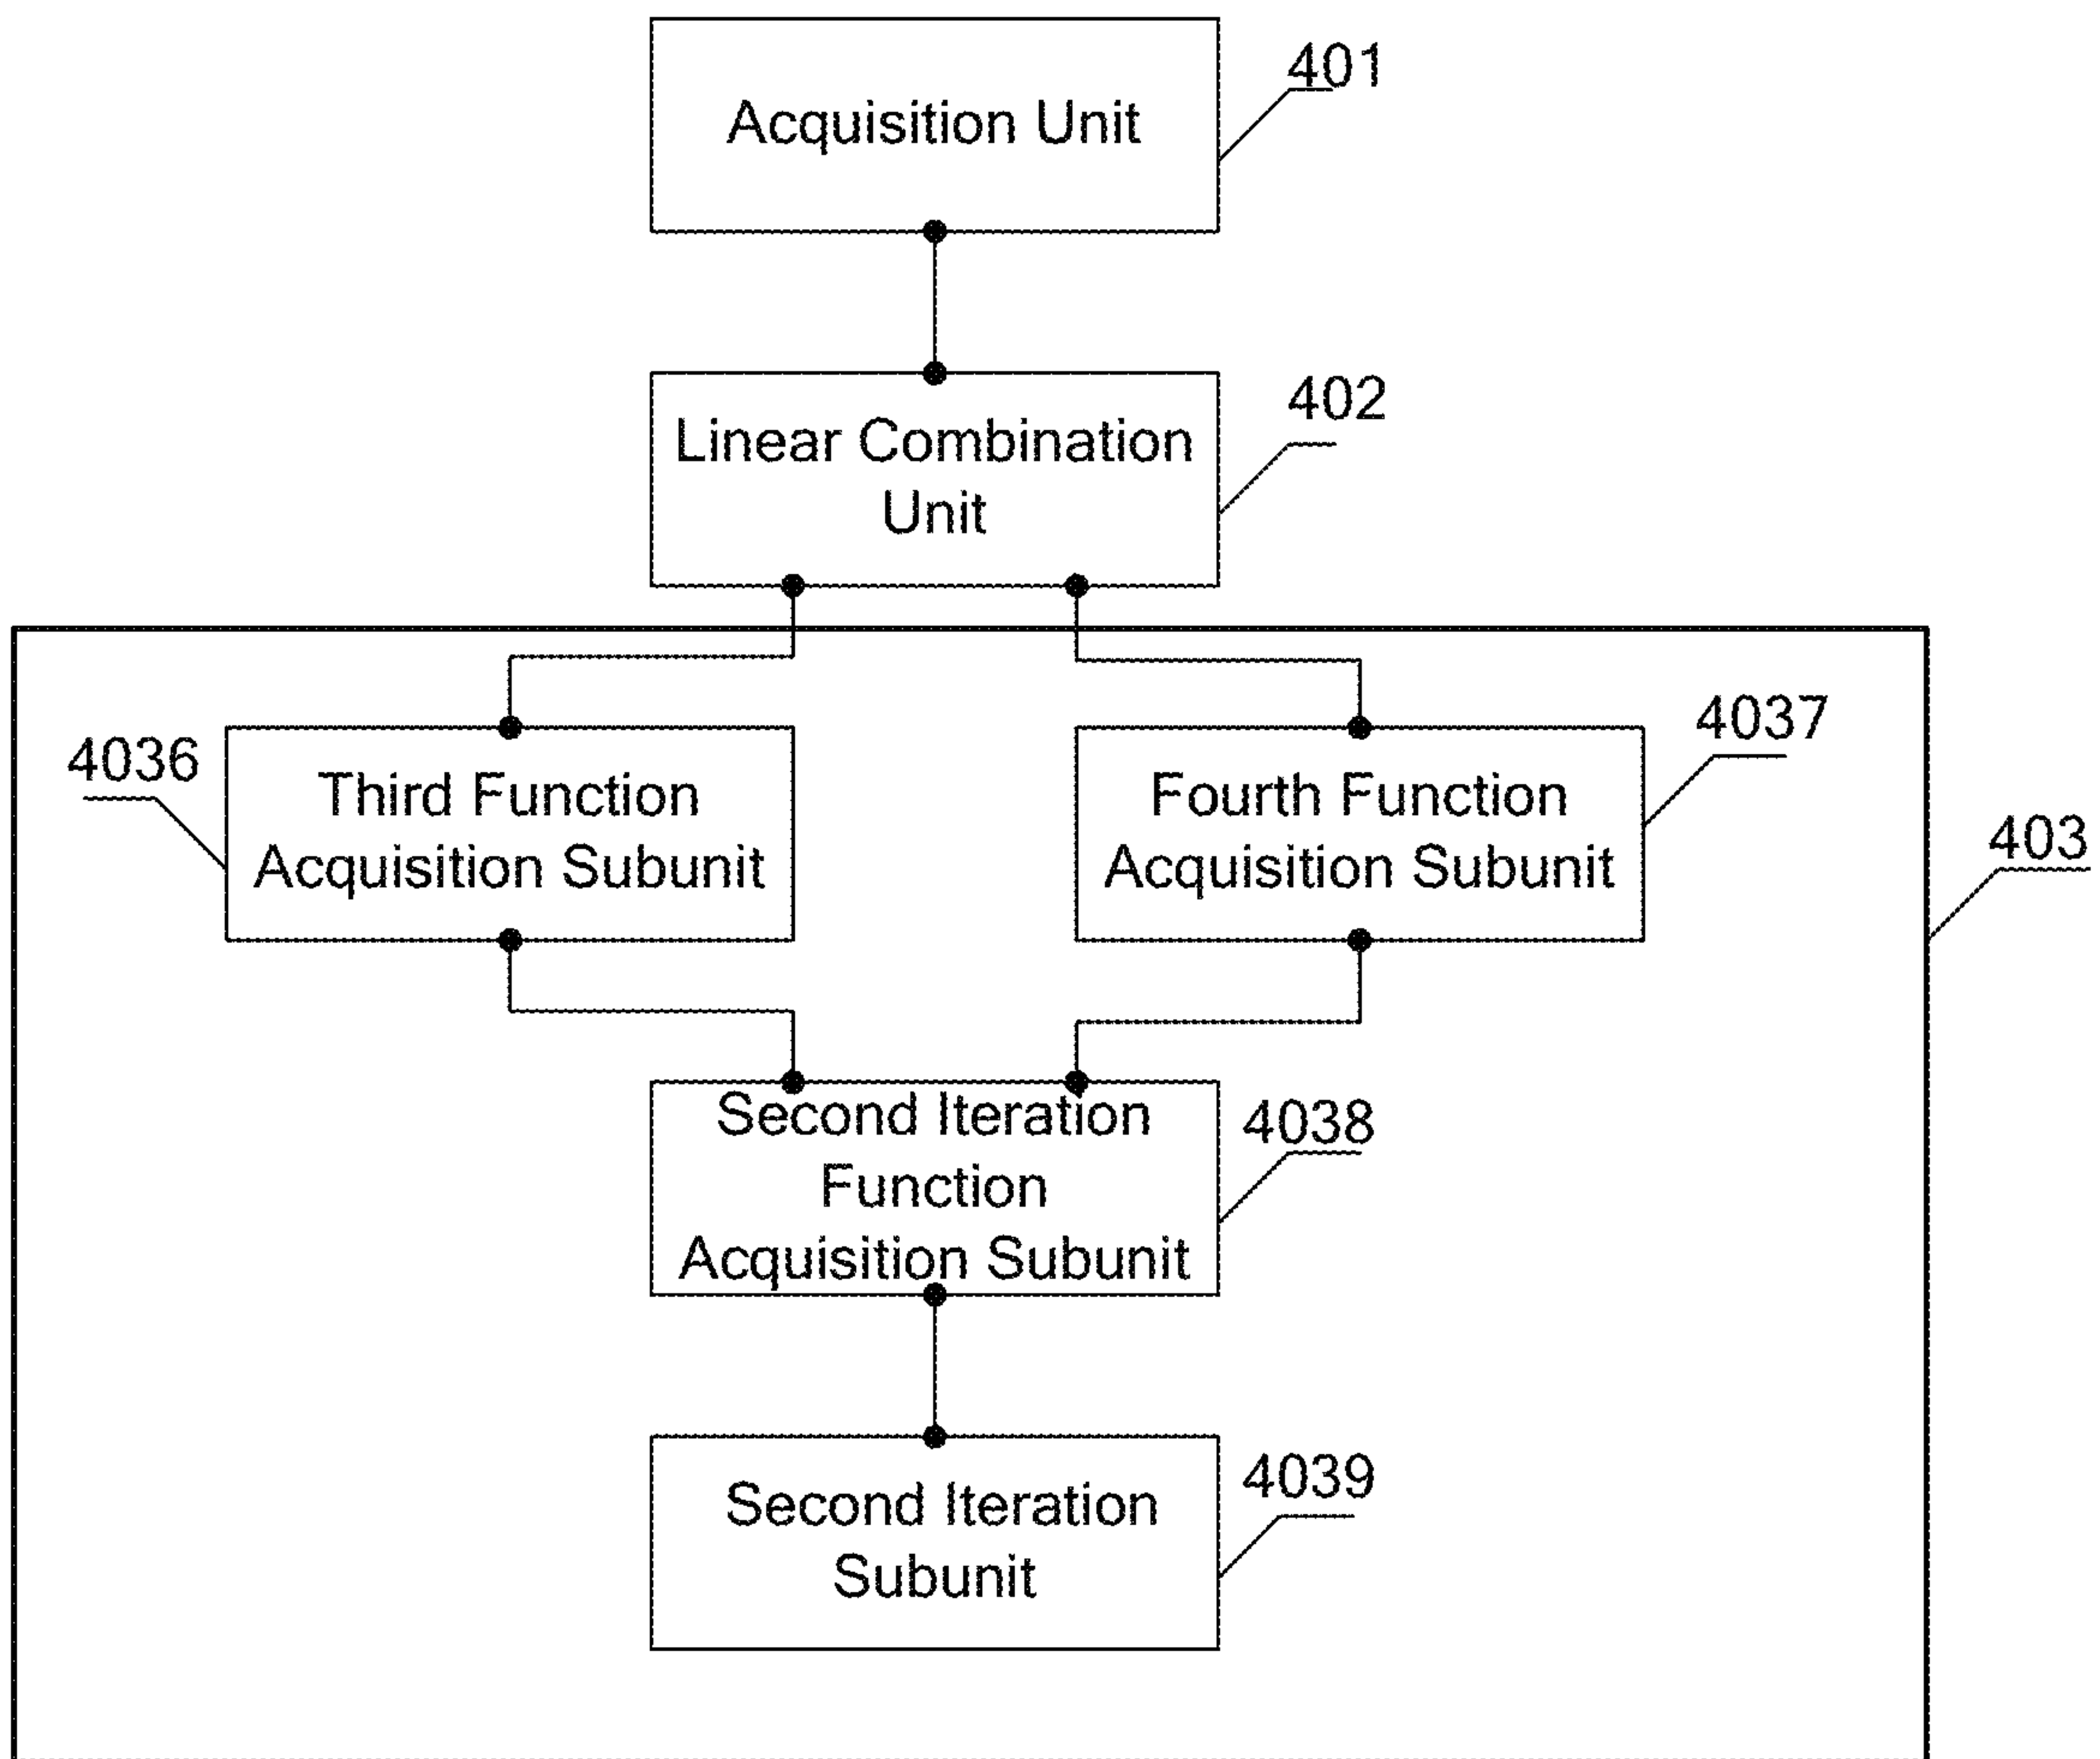 Acquisition Unit
401
Linear Combination
Unit
402
4036
Third Function
Acquisition Subunit
Fourth Function
Acquisition Subunit
4037
403
Second Iteration
Function
Acquisition Subunit
4038
Second Iteration
Subunit
4039